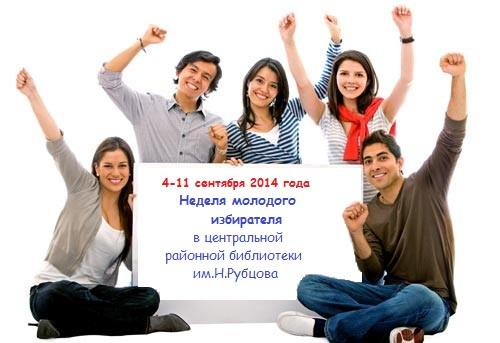 4-11 сентября 2014 года
Неделя молодого
избирателя
в центральной
районной библиотеки
им.Н.Рубцова